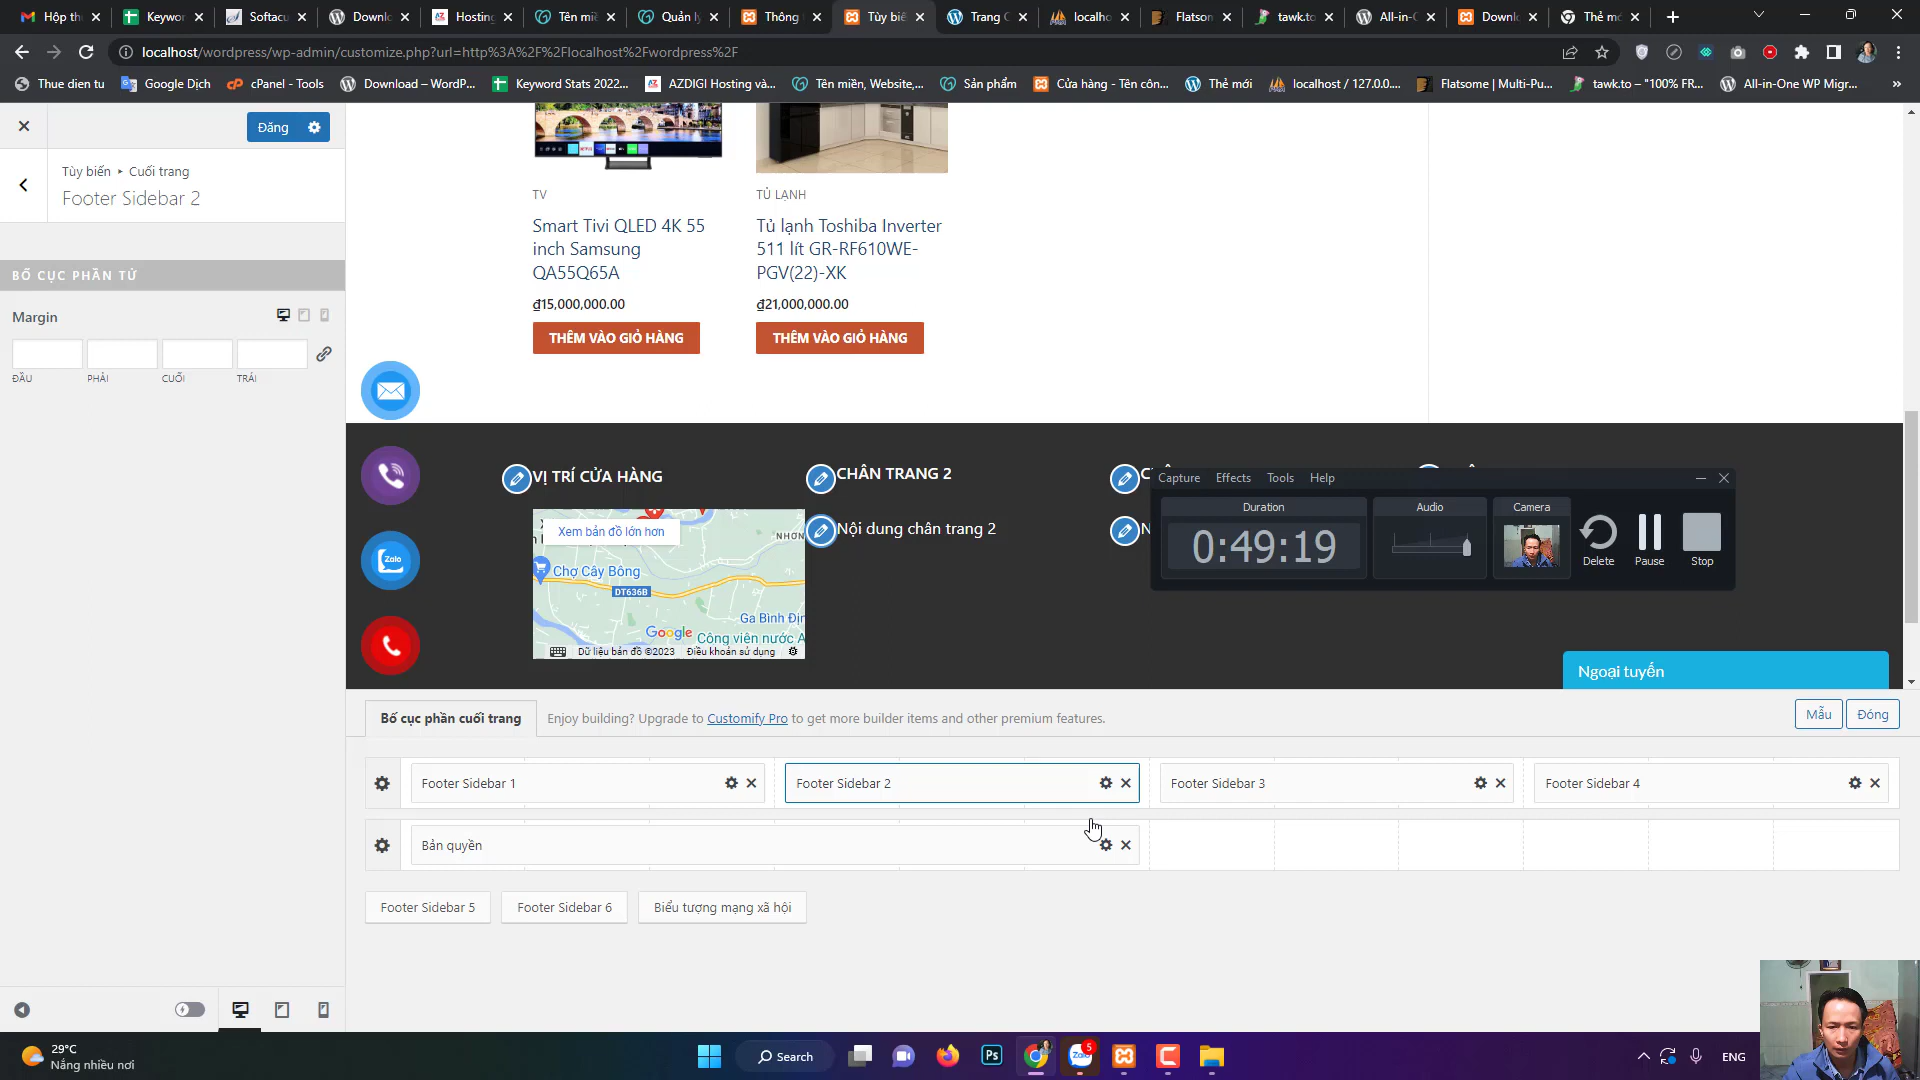 Hộp th
Keywor
Softacu
Downlo
Hosting
Tên miề
Quản lý
Thông
Tùy biế
Trang C
localho
Flatson
tawk.to
All-in-C
Downl
Thẻ mớ
localhost/wordpress/wp-admin/customize.php?url=http%3A%2F%2Flocalhost%2Fwordpress%2F
Thue dien tu
Google Dịch
cPanel - Tools
Download – WordP...
Keyword Stats 2022...
AZDIGI Hosting và...
Tên miền, Website,...
Sản phẩm
Cửa hàng - Tên côn...
Thẻ mới
localhost / 127.0.0....
Flatsome | Multi-Pu...
tawk.to – "100% FR...
All-in-One WP Migr...
»
Đăng
Tùy biến ▸ Cuối trang
Footer Sidebar 2
BỐ CỤC PHẦN TỬ
Margin
ĐẦU PHẢI CUỐI TRÁI
TV
Smart Tivi QLED 4K 55
inch Samsung
QA55Q65A
₫15,000,000.00
THÊM VÀO GIỎ HÀNG
TỦ LẠNH
Tủ lạnh Toshiba Inverter
511 lít GR-RF610WE-
PGV(22)-XK
₫21,000,000.00
THÊM VÀO GIỎ HÀNG
Zalo
VỊ TRÍ CỬA HÀNG
Xem bản đồ lớn hơn
NHƠN
Chợ Cây Bông
DT636B
Ga Bình Địn
Google
Công viên nước A
Dữ liệu bản đồ ©2023 Điều khoản sử dụng
CHÂN TRANG 2
Nội dung chân trang 2
Capture Effects Tools Help
Duration
0:49:19
Audio
Camera
Delete
Pause
Stop
Ngoại tuyến
Bố cục phần cuối trang
Enjoy building? Upgrade to Customify Pro to get more builder items and other premium features.
Mẫu
Đóng
Footer Sidebar 1
Footer Sidebar 2
Footer Sidebar 3
Footer Sidebar 4
Bản quyền
Footer Sidebar 5
Footer Sidebar 6
Biểu tượng mạng xã hội
29°C
Nắng nhiều nơi
Search
Ps
Zalo
5
ENG